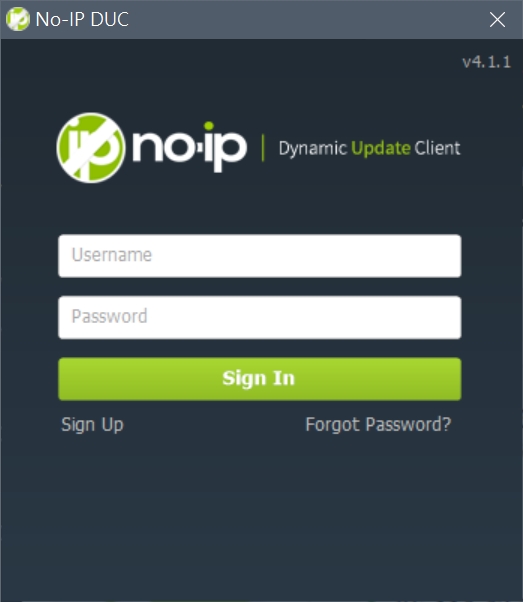 No-IP DUC
v4.1.1
no-ip | Dynamic Update Client
Username
Password
Sign In
Sign Up Forgot Password?